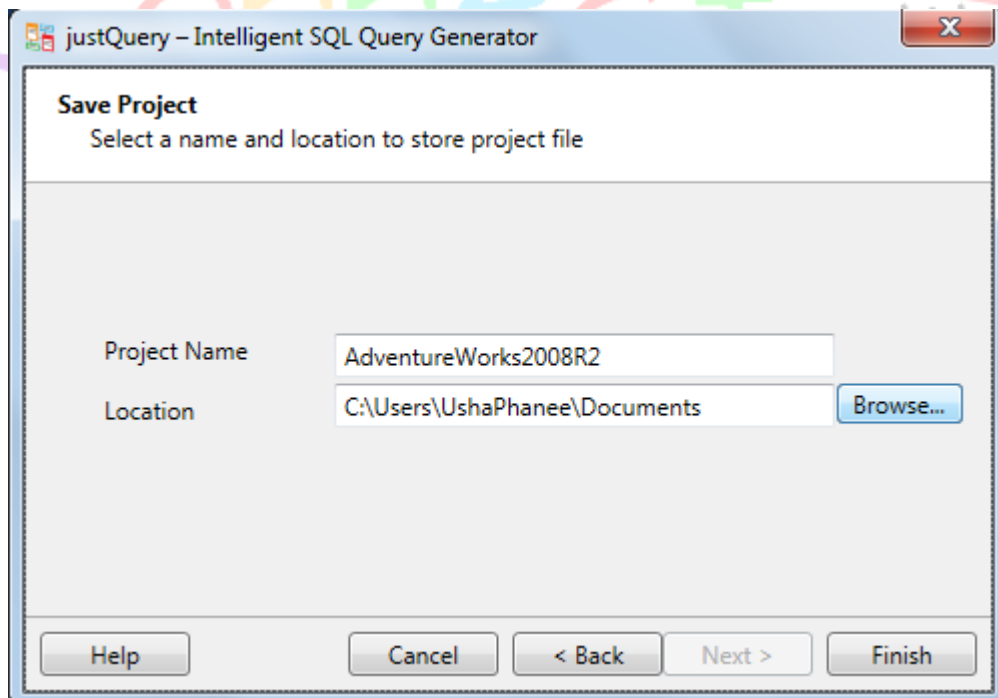 justQuery – Intelligent SQL Query Generator
Save Project
Select a name and location to store project file
Project Name AdventureWorks2008R2
Location C:\Users\UshaPhanee\Documents Browse...
Help Cancel < Back Next > Finish